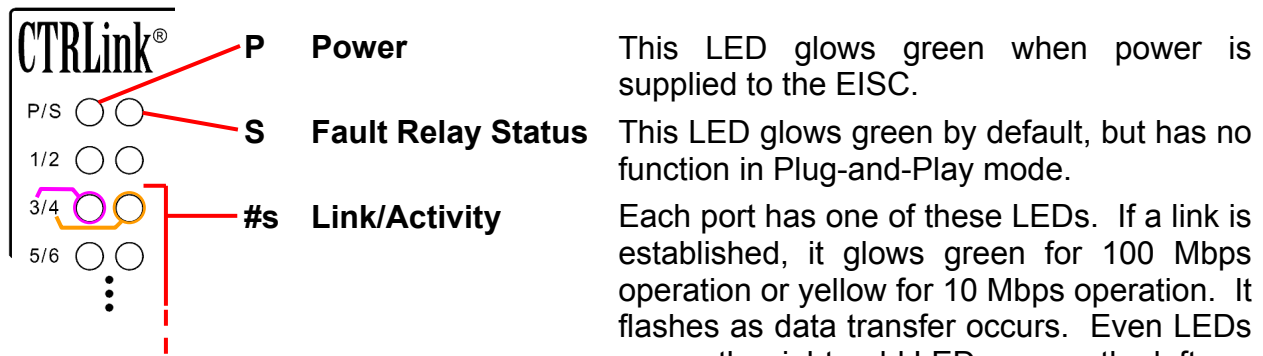 CTRLink®
P Power This LED glows green when power is
supplied to the EISC.
P/S
S Fault Relay Status This LED glows green by default, but has no
function in Plug-and-Play mode.
1/2
3/4
#s Link/Activity Each port has one of these LEDs. If a link is
established, it glows green for 100 Mbps
5/6
operation or yellow for 10 Mbps operation. It
flashes as data transfer occurs. Even LEDs